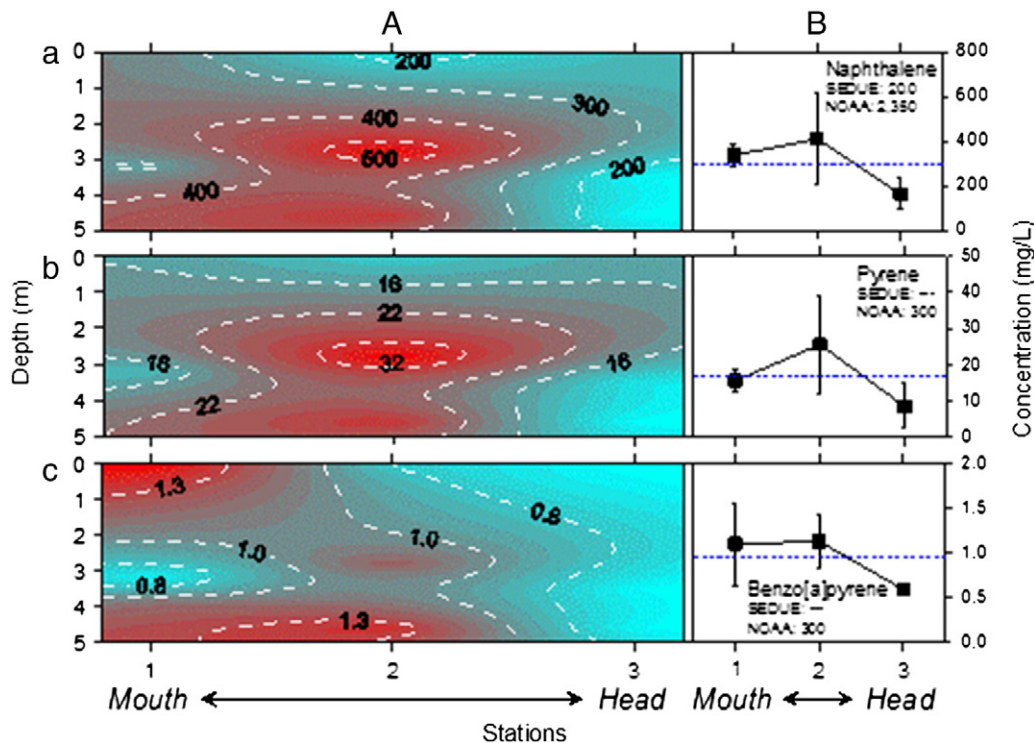 A
B
a
0
1
2
3
4
5
200
300
400
500
200
400
Naphthalene
SEDUE: 200
NOAA: 2,350
800
600
400
200
0
b
0
1
2
3
4
5
16
22
32
16
16
22
Pyrene
SEDUE: ---
NOAA: 300
50
40
30
20
10
0
c
0
1
2
3
4
5
1.3
0.8
1.0
1.0
0.8
1.3
Benzo[a]pyrene
SEDUE: ---
NOAA: 300
2.0
1.5
1.0
0.5
0.0
Depth (m)
Concentration (mg/L)
1 2 3
1 2 3
Mouth Head
Mouth Head
Stations